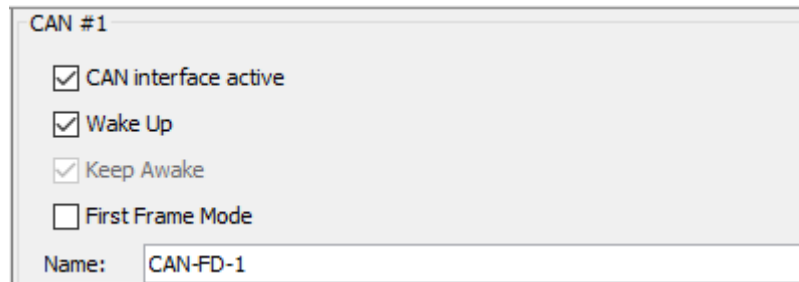 CAN #1
CAN interface active
Wake Up
Keep Awake
First Frame Mode
Name: CAN-FD-1